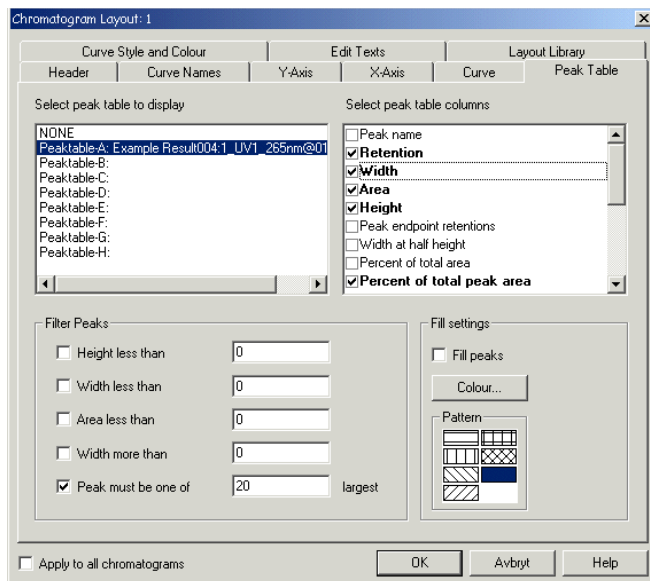 Chromatogram Layout: 1
Curve Style and Colour Edit Texts Layout Library
Header Curve Names Y-Axis X-Axis Curve Peak Table
Select peak table to display
NONE
Peaktable-A: Example Result004:1_UV1_265nm@01
Peaktable-B:
Peaktable-C:
Peaktable-D:
Peaktable-E:
Peaktable-F:
Peaktable-G:
Peaktable-H:
Select peak table columns
Peak name
Retention
Width
Area
Height
Peak endpoint retentions
Width at half height
Percent of total area
Percent of total peak area
Filter Peaks
Height less than 0
Width less than 0
Area less than 0
Width more than 0
Peak must be one of 20 largest
Fill settings
Fill peaks
Colour...
Pattern
Apply to all chromatograms
OK Avbryt Help